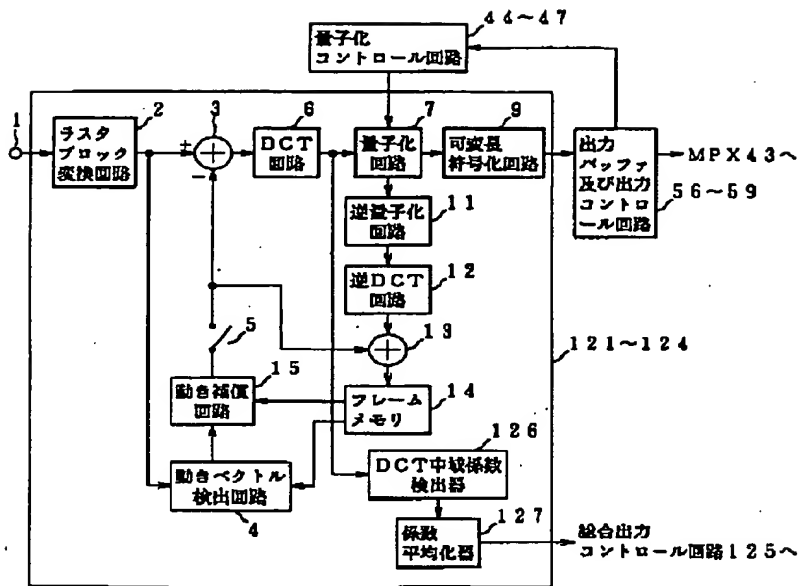 44～47
量子化
コントロール回路
1
2
ラスタ
ブロック
変換回路
3
+
-
6
DCT
回路
7
量子化
回路
9
可変長
符号化回路
出力
バッファ
及び出力
コントロ
ール回路
MPX43へ
56～59
11
逆量子化
回路
12
逆DCT
回路
5
13
15
動き補償
回路
14
フレーム
メモリ
121～124
動きベクトル
検出回路
4
126
DCT中域係数
検出器
127
係数
平均化器
総合出力
コントロール回路125へ